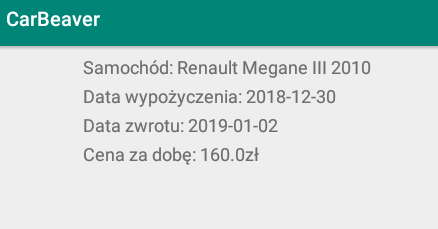 CarBeaver
Samochód: Renault Megane III 2010
Data wypożyczenia: 2018-12-30
Data zwrotu: 2019-01-02
Cena za dobę: 160.0zł